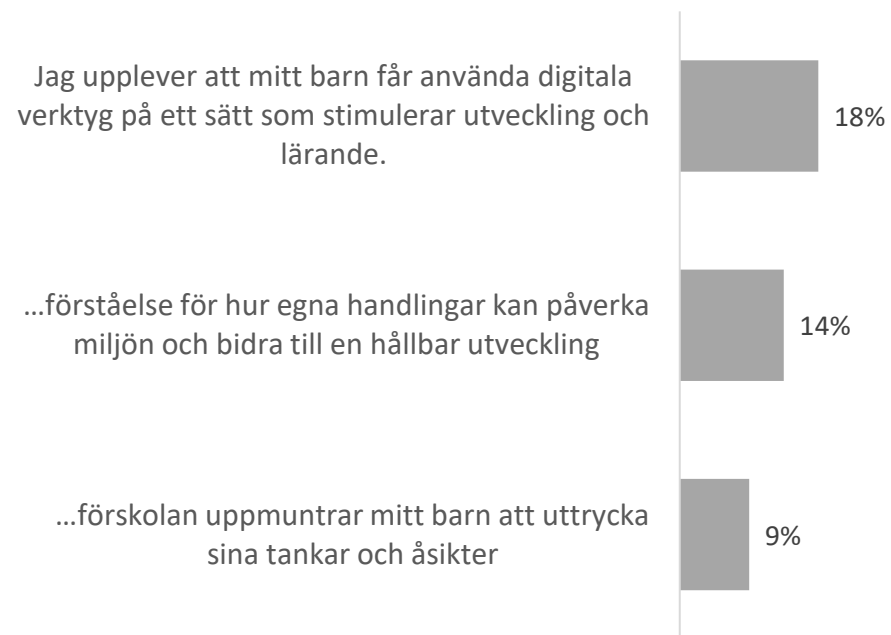 Jag upplever att mitt barn får använda digitala
verktyg på ett sätt som stimulerar utveckling och
lärande.
18%
...förståelse för hur egna handlingar kan påverka
miljön och bidra till en hållbar utveckling
14%
...förskolan uppmuntrar mitt barn att uttrycka
sina tankar och åsikter
9%